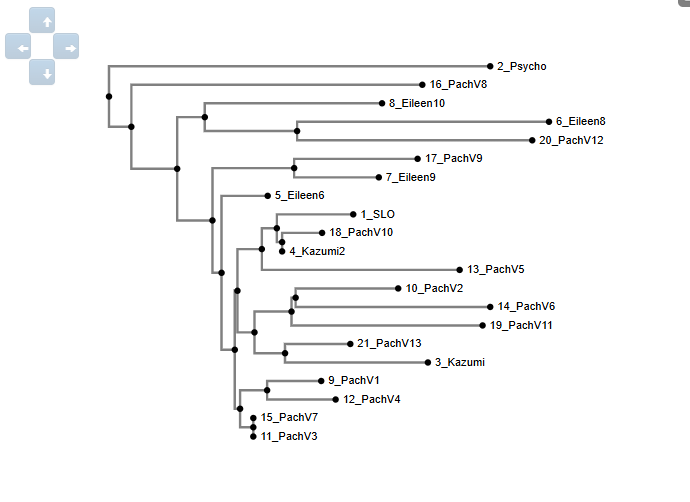 2_Psycho
16_PachV8
8_Eileen10
6_Eileen8
20_PachV12
17_PachV9
7_Eileen9
5_Eileen6
1_SLO
18_PachV10
4_Kazumi2
13_PachV5
10_PachV2
14_PachV6
19_PachV11
21_PachV13
3_Kazumi
9_PachV1
12_PachV4
15_PachV7
11_PachV3